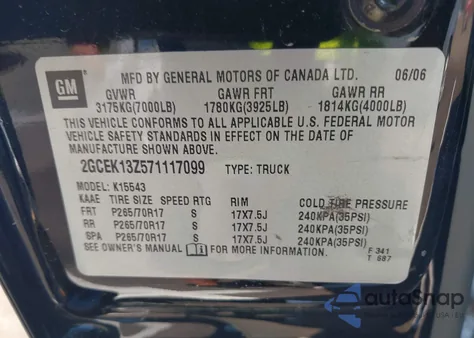 GM
MFD BY GENERAL MOTORS OF CANADA LTD. 06/06
GVWR GAWR FRT GAWR RR
3175KG(7000LB) 1780KG(3925LB) 1814KG(4000LB)
THIS VEHICLE CONFORMS TO ALL APPLICABLE U.S. FEDERAL MOTOR
VEHICLE SAFETY STANDARDS IN EFFECT ON THE DATE OF
MANUFACTURE SHOWN ABOVE.
2GCEK13Z571117099 TYPE: TRUCK
MODEL: K15543
KAAE TIRE SIZE SPEED RTG RIM COLD TIRE PRESSURE
FRT P265/70R17 S 17X7.5J 240KPA(35PSI)
RR P265/70R17 S 17X7.5J 240KPA(35PSI)
SPA P265/70R17 S 17X7.5J 240KPA(35PSI)
SEE OWNER'S MANUAL FOR MORE INFORMATION. F 341
T 587
autoSnap